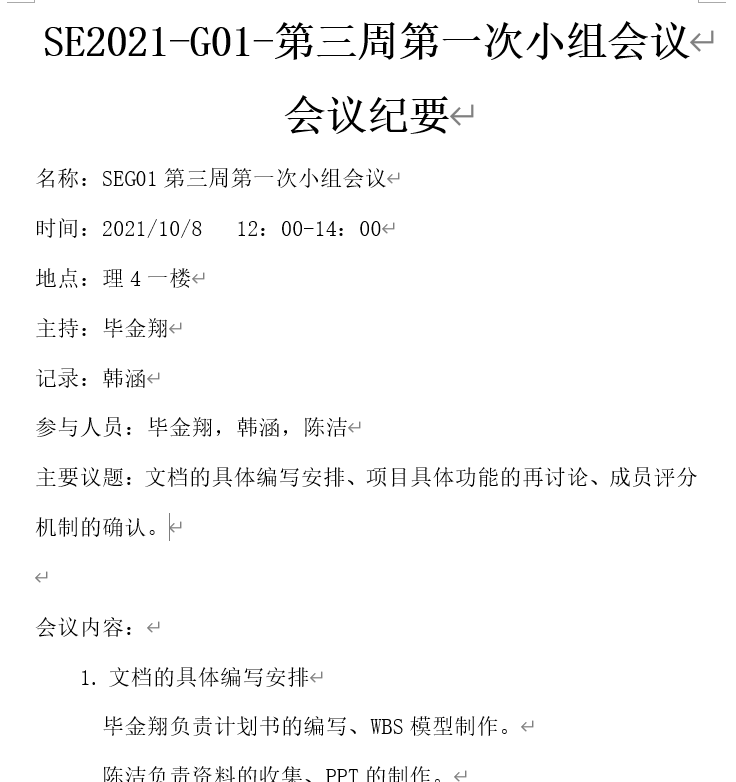 SE2021-G01-第三周第一次小组会议
会议纪要
名称：SEG01 第三周第一次小组会议
时间：2021/10/8   12：00-14：00
地点：理 4 一楼
主持：毕金翔
记录：韩涵
参与人员：毕金翔，韩涵，陈洁
主要议题：文档的具体编写安排、项目具体功能的再讨论、成员评分
机制的确认。
会议内容：
1. 文档的具体编写安排
毕金翔负责计划书的编写、WBS 模型制作。
陈洁负责资料的收集、PPT 的制作。